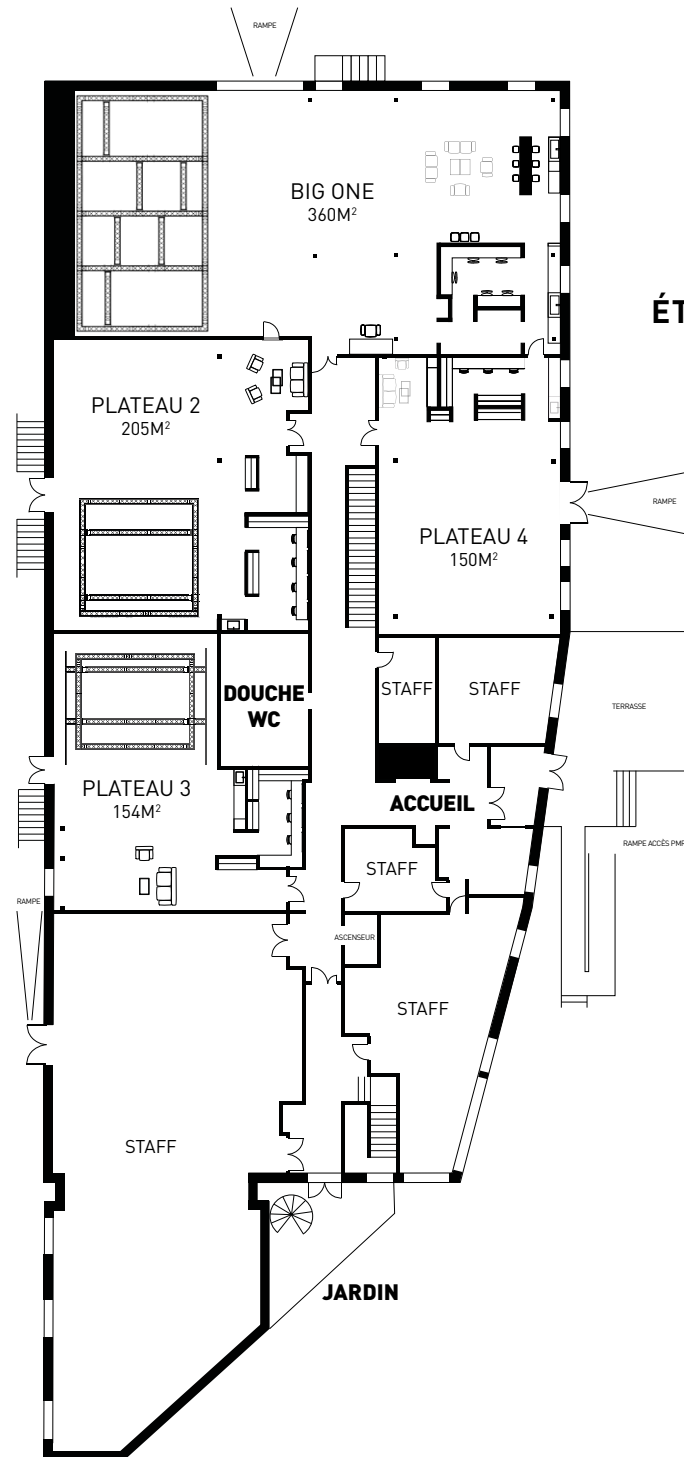 RAMPE
BIG ONE
360M²
ÉT
PLATEAU 2
205M²
RAMPE
PLATEAU 4
150M²
DOUCHE
WC
STAFF
STAFF
TERRASSE
PLATEAU 3
154M²
ACCUEIL
RAMPE ACCÈS PMR
STAFF
RAMPE
ASCENSEUR
STAFF
STAFF
JARDIN